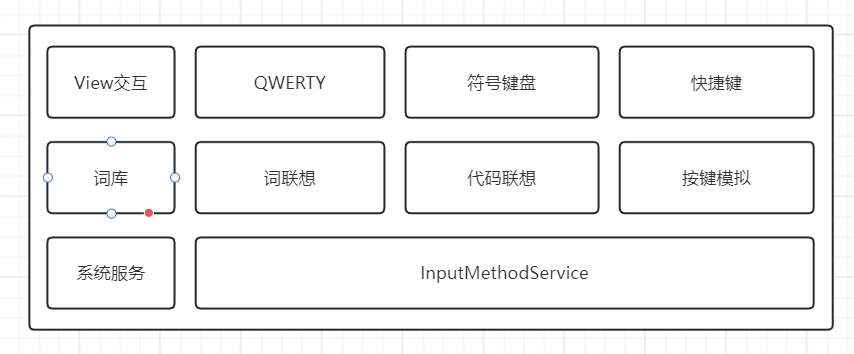 View交互
QWERTY
符号键盘
快捷键
词库
词联想
代码联想
按键模拟
系统服务
InputMethodService